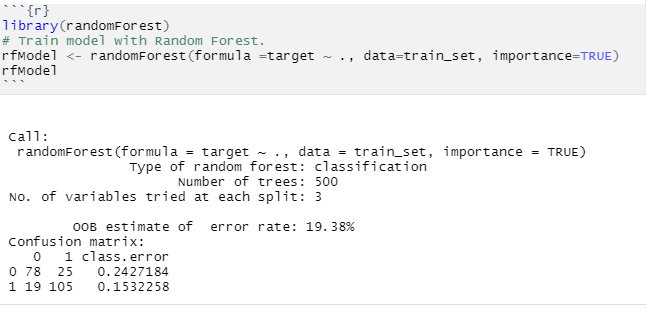 ```{r}
library(randomForest)
# Train model with Random Forest.
rfModel <- randomForest(formula =target ~ ., data=train_set, importance=TRUE)
rfModel
```
Call:
 randomForest(formula = target ~ ., data = train_set, importance = TRUE)
               Type of random forest: classification
                     Number of trees: 500
No. of variables tried at each split: 3
        OOB estimate of  error rate: 19.38%
Confusion matrix:
   0   1 class.error
0 78  25   0.2427184
1 19 105   0.1532258